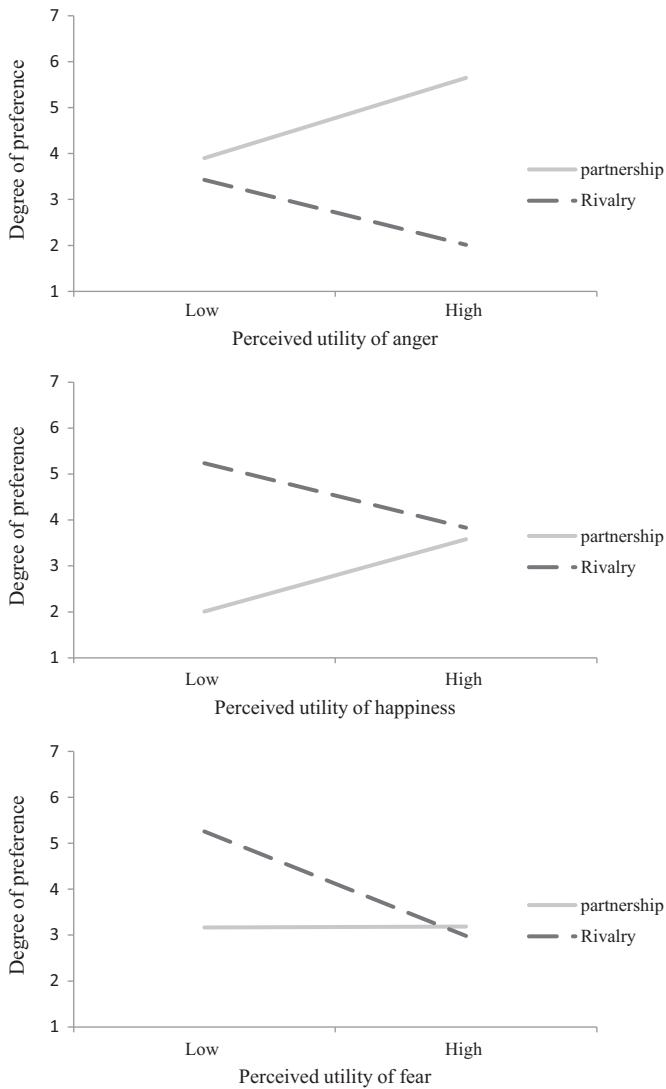 7
6
5
4
3
2
1
Degree of preference
Low
High
Perceived utility of anger
partnership
Rivalry
7
6
5
4
3
2
1
Degree of preference
Low
High
Perceived utility of happiness
partnership
Rivalry
7
6
5
4
3
2
1
Degree of preference
Low
High
Perceived utility of fear
partnership
Rivalry